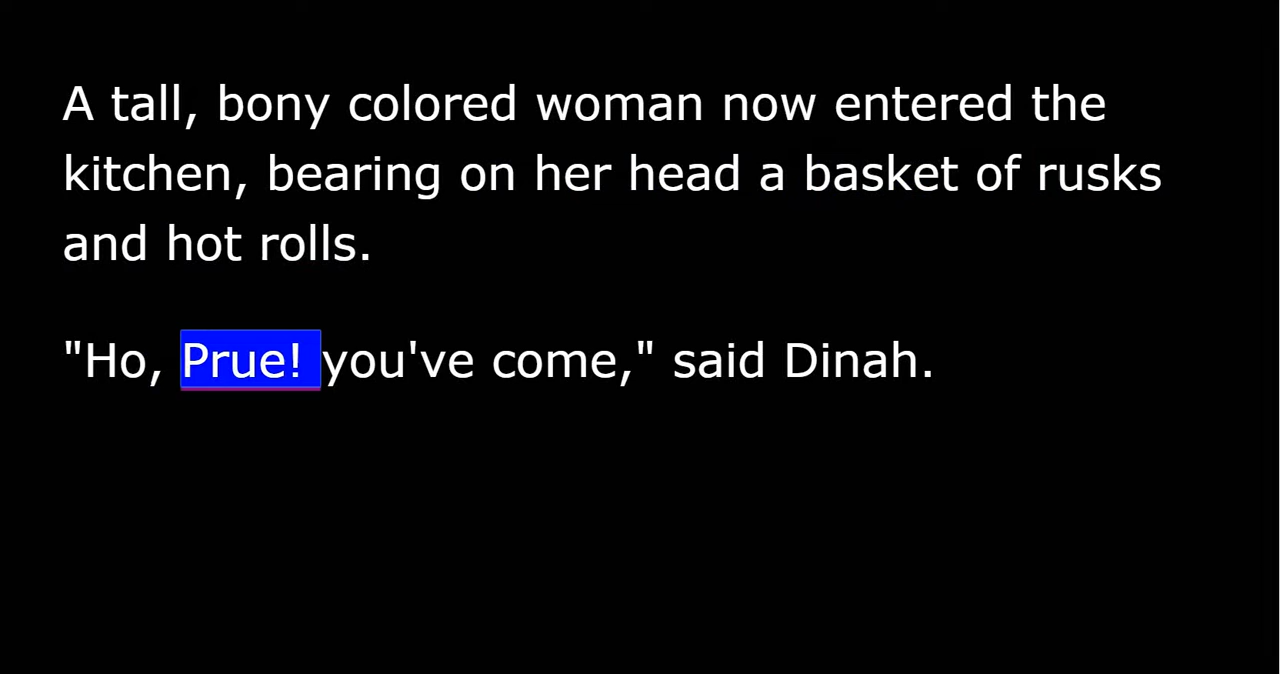 A tall, bony colored woman now entered the
kitchen, bearing on her head a basket of rusks
and hot rolls.
"Ho, Prue! you've come," said Dinah.